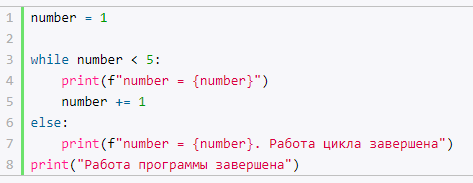 1 number = 1
2
3 while number < 5:
4     print(f"number = {number}")
5     number += 1
6 else:
7     print(f"number = {number}. Работа цикла завершена")
8 print("Работа программы завершена")